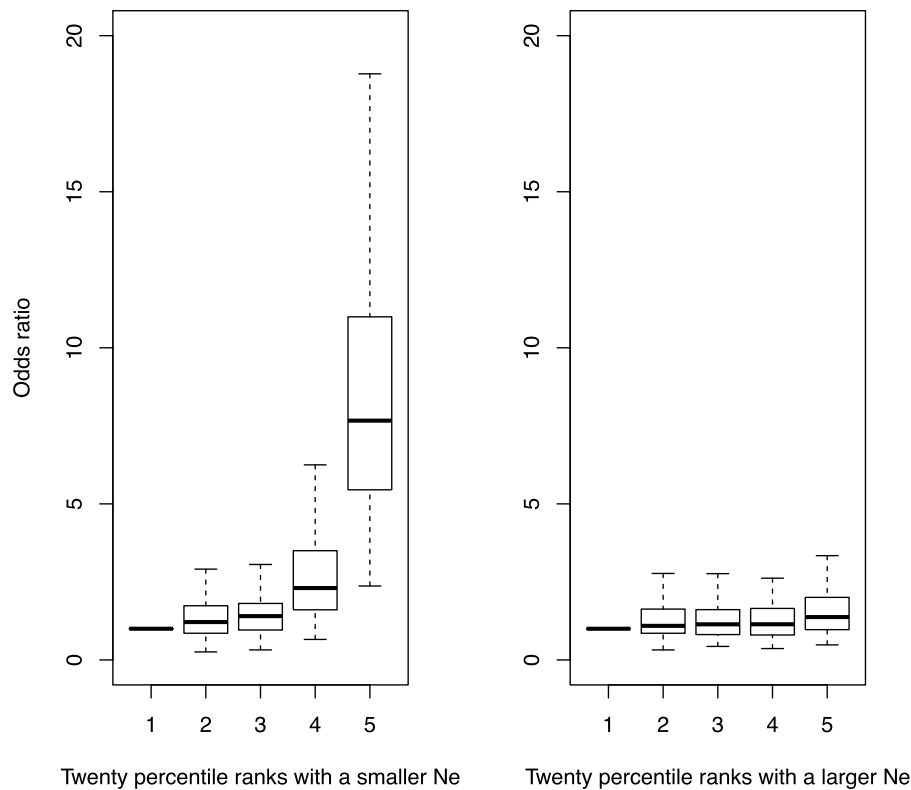 20
15
10
5
0
Odds ratio
1 2 3 4 5
Twenty percentile ranks with a smaller Ne
20
15
10
5
0
1 2 3 4 5
Twenty percentile ranks with a larger Ne